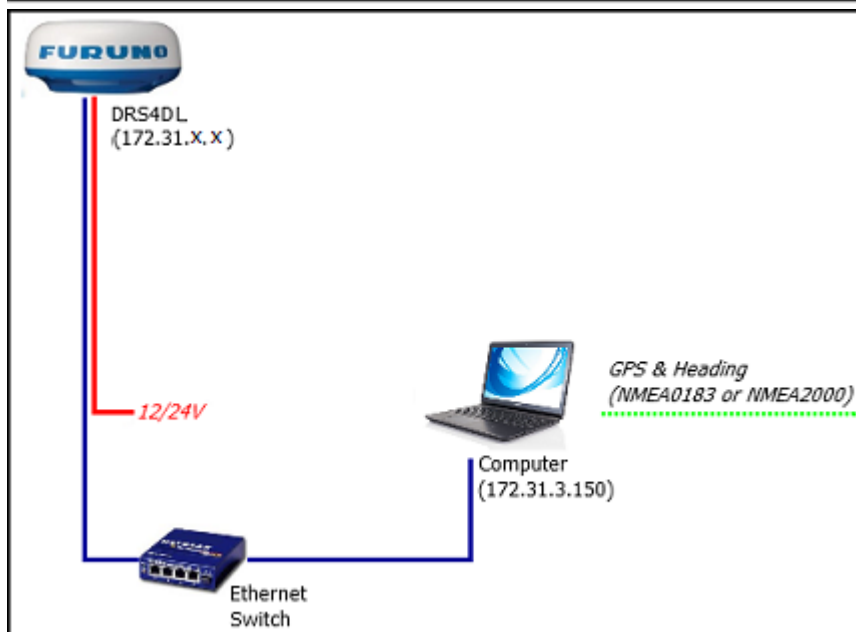 FURUNO
DRS4DL
(172.31.x.x)
12/24V
GPS & Heading
(NMEA0183 or NMEA2000)
Computer
(172.31.3.150)
Ethernet
Switch